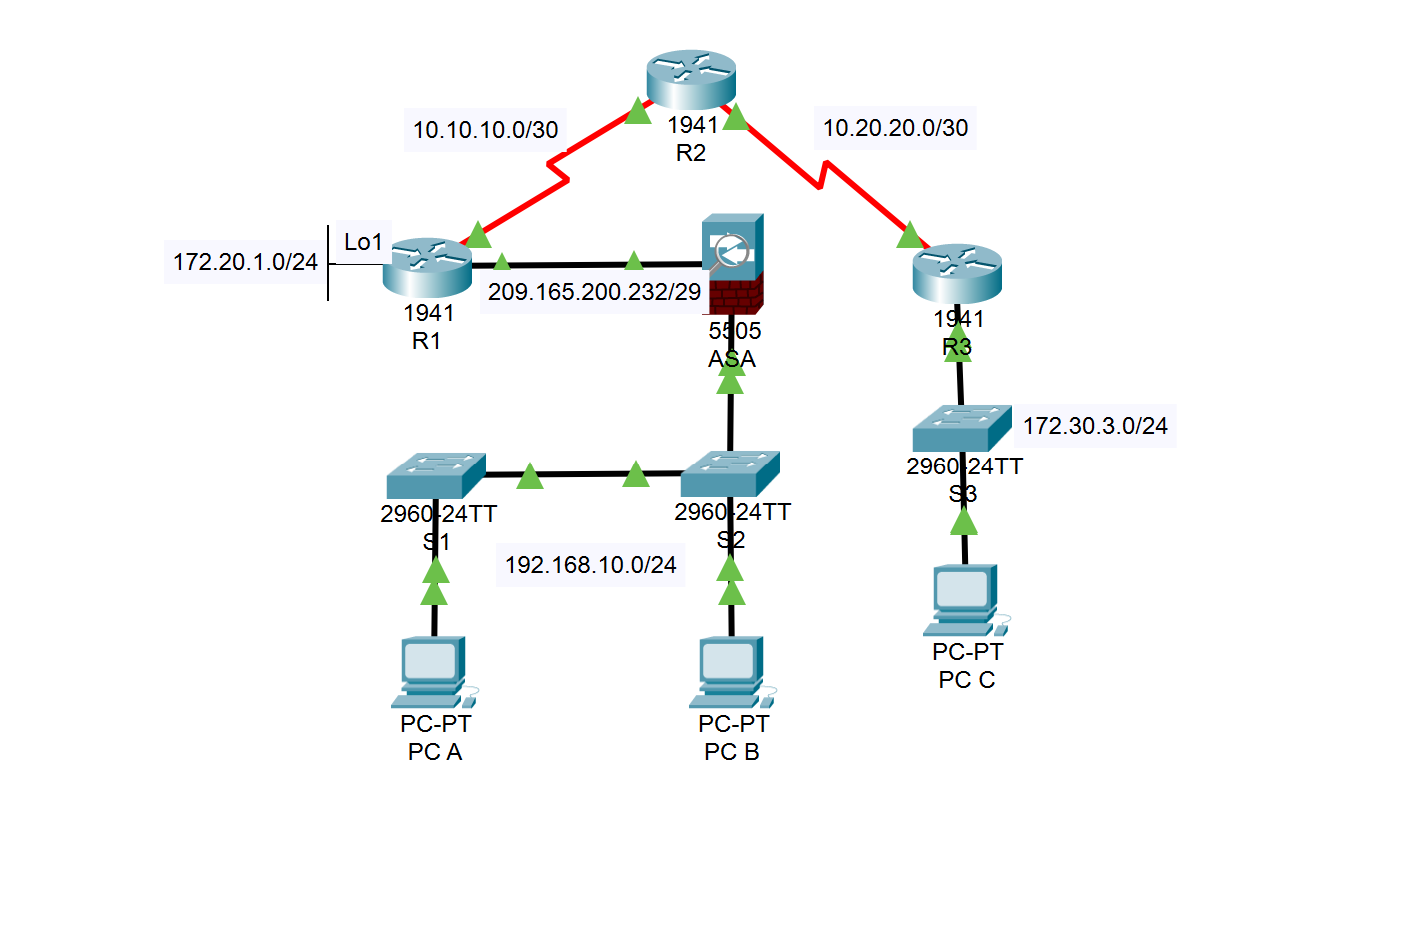 1941
R2
10.10.10.0/30
10.20.20.0/30
Lo1
172.20.1.0/24
1941
R1
209.165.200.232/29
5505
ASA
1941
R3
172.30.3.0/24
2960-24TT
S3
2960-24TT
S1
2960-24TT
S2
192.168.10.0/24
PC-PT
PC A
PC-PT
PC B
PC-PT
PC C